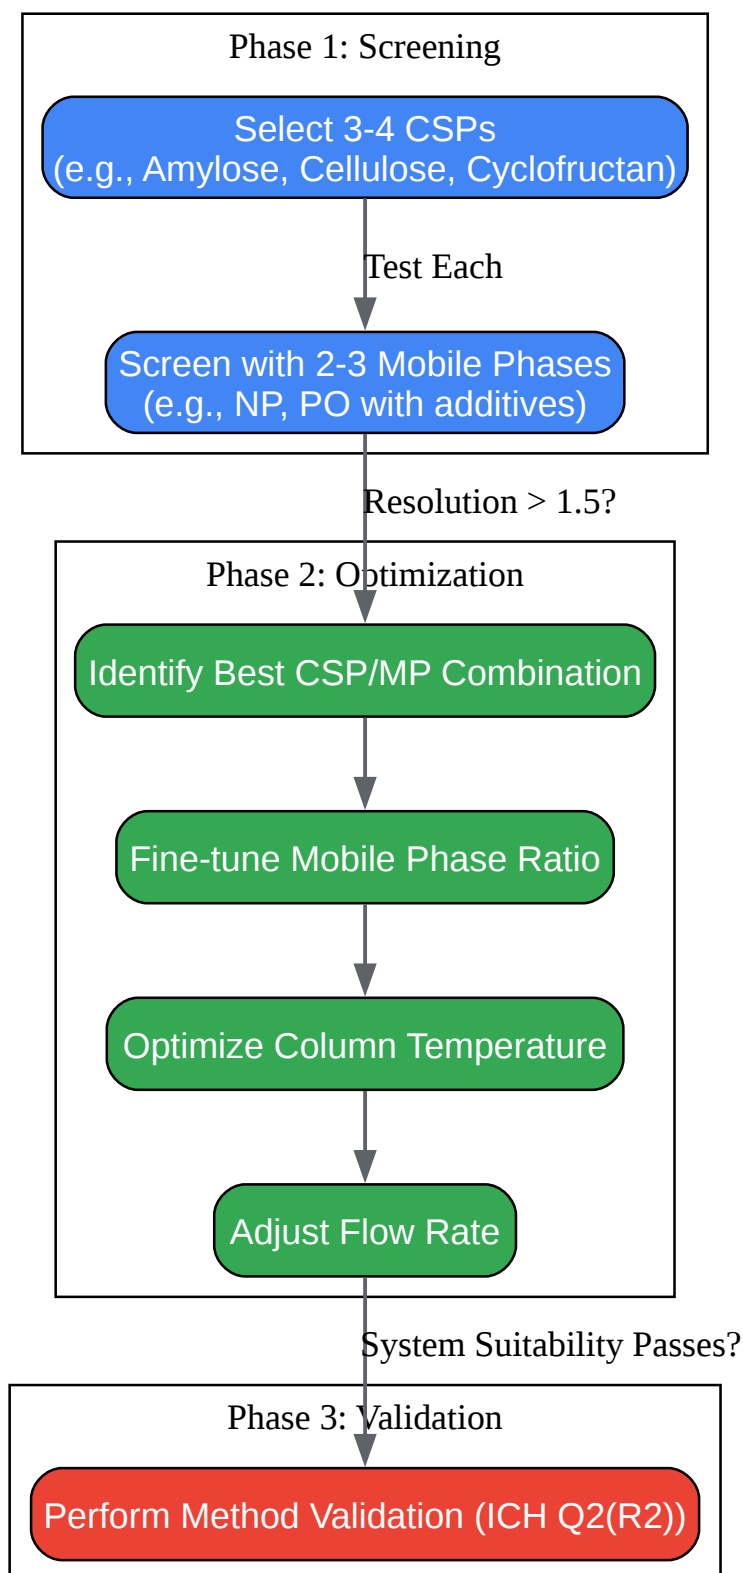 Phase 1: Screening
Select 3-4 CSPs
(e.g., Amylose, Cellulose, Cyclofructan)
Test Each
Screen with 2-3 Mobile Phases
(e.g., NP, PO with additives)
Resolution > 1.5?
Phase 2: Optimization
Identify Best CSP/MP Combination
Fine-tune Mobile Phase Ratio
Optimize Column Temperature
Adjust Flow Rate
System Suitability Passes?
Phase 3: Validation
Perform Method Validation (ICH Q2(R2))